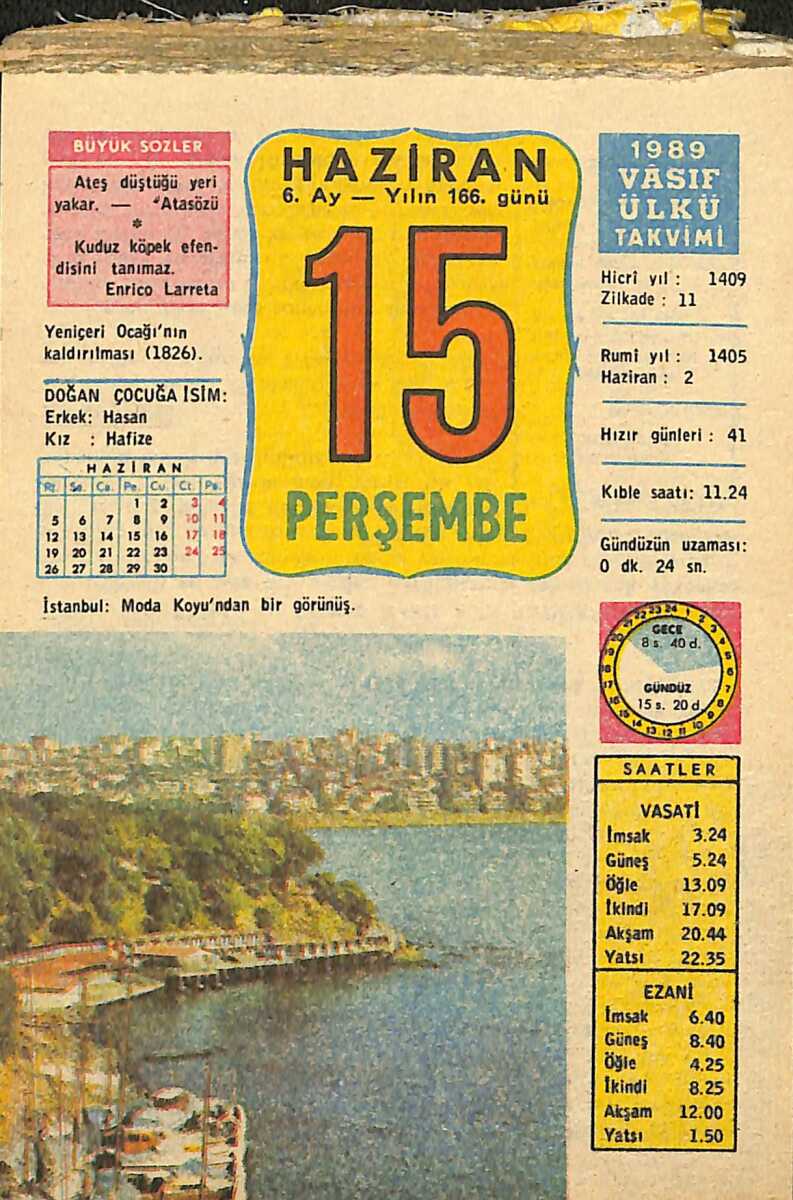 BÜYÜK SOZLER
Ateş düştüğü yeri
yakar. — "Atasözü
*
Kuduz köpek efen-
disini tanımaz.
Enrico Larreta
Yeniçeri Ocağı'nın
kaldırılması (1826).
DOĞAN ÇOCUĞA İSİM:
Erkek: Hasan
Kız : Hafize
HAZİRAN
Pt. Sa. Ça. Pe. Cu. Ct. Pa.
1 2 3 4
5 6 7 8 9 10 11
12 13 14 15 16 17 18
19 20 21 22 23 24 25
26 27 28 29 30
HAZİRAN
6. Ay — Yılın 166. günü
15
PERŞEMBE
1989
VÂSIF
ÜLKÜ
TAKVİMİ
Hicrî yıl : 1409
Zilkade : 11
Rumî yıl : 1405
Haziran : 2
Hızır günleri : 41
Kıble saati: 11.24
Gündüzün uzaması:
0 dk. 24 sn.
İstanbul: Moda Koyu'ndan bir görünüş.
GECE
8 s. 40 d.
GÜNDÜZ
15 s. 20 d.
SAATLER
VASATİ
İmsak 3.24
Güneş 5.24
Öğle 13.09
İkindi 17.09
Akşam 20.44
Yatsı 22.35
EZANİ
İmsak 6.40
Güneş 8.40
Öğle 4.25
İkindi 8.25
Akşam 12.00
Yatsı 1.50